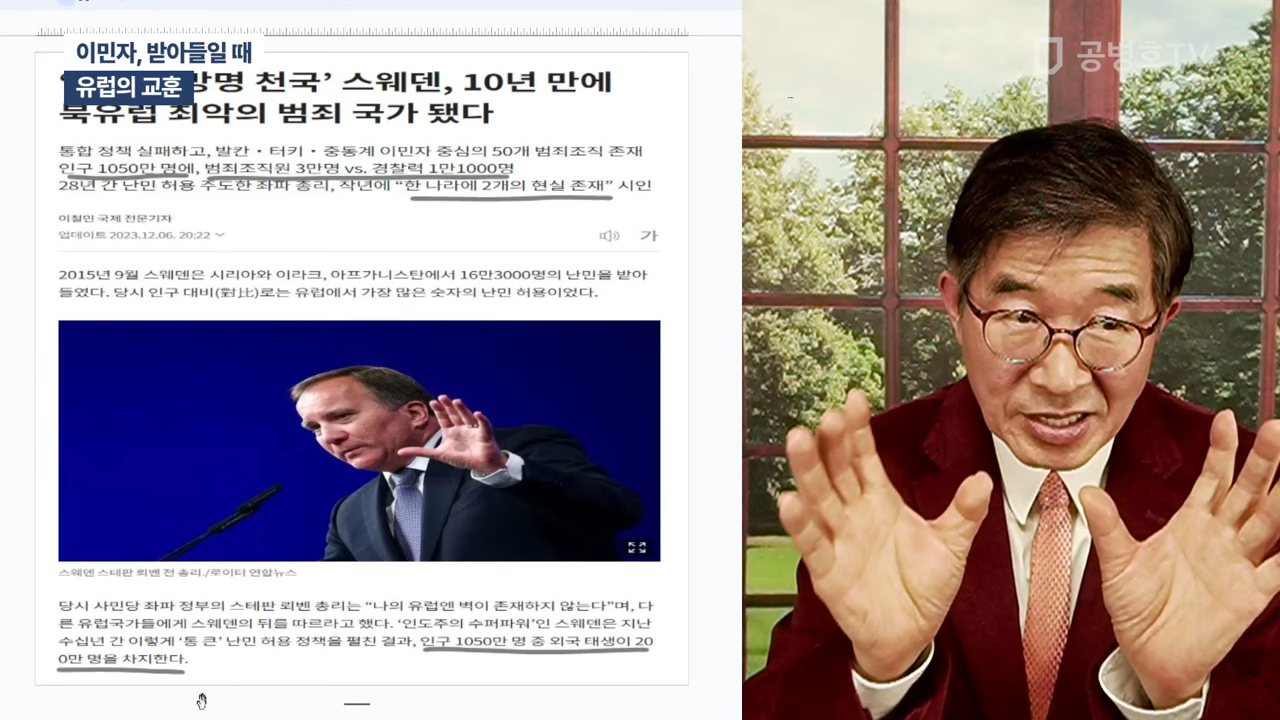 이민자, 받아들일 때
유럽의 교훈
망명 천국’ 스웨덴, 10년 만에
북유럽 최악의 범죄 국가 됐다
통합 정책 실패하고, 발칸・터키・중동계 이민자 중심의 50개 범죄조직 존재
인구 1050만 명에, 범죄조직원 3만명 vs. 경찰력 1만1000명
28년 간 난민 허용 주도한 좌파 총리, 작년에 “한 나라에 2개의 현실 존재” 시인
이철민 국제 전문기자
업데이트 2023.12.06. 20:22
가
2015년 9월 스웨덴은 시리아와 이라크, 아프가니스탄에서 16만3000명의 난민을 받아
들였다. 당시 인구 대비(對比)로는 유럽에서 가장 많은 숫자의 난민 허용이었다.
스웨덴 스테판 뢰벤 전 총리./로이터 연합뉴스
당시 사민당 좌파 정부의 스테판 뢰벤 총리는 “나의 유럽엔 벽이 존재하지 않는다”며, 다
른 유럽국가들에게 스웨덴의 뒤를 따르라고 했다. ‘인도주의 수퍼파워’인 스웨덴은 지난
수십년 간 이렇게 ‘통 큰’ 난민 허용 정책을 펼친 결과, 인구 1050만 명 중 외국 태생이 20
0만 명을 차지한다.
공병호TV